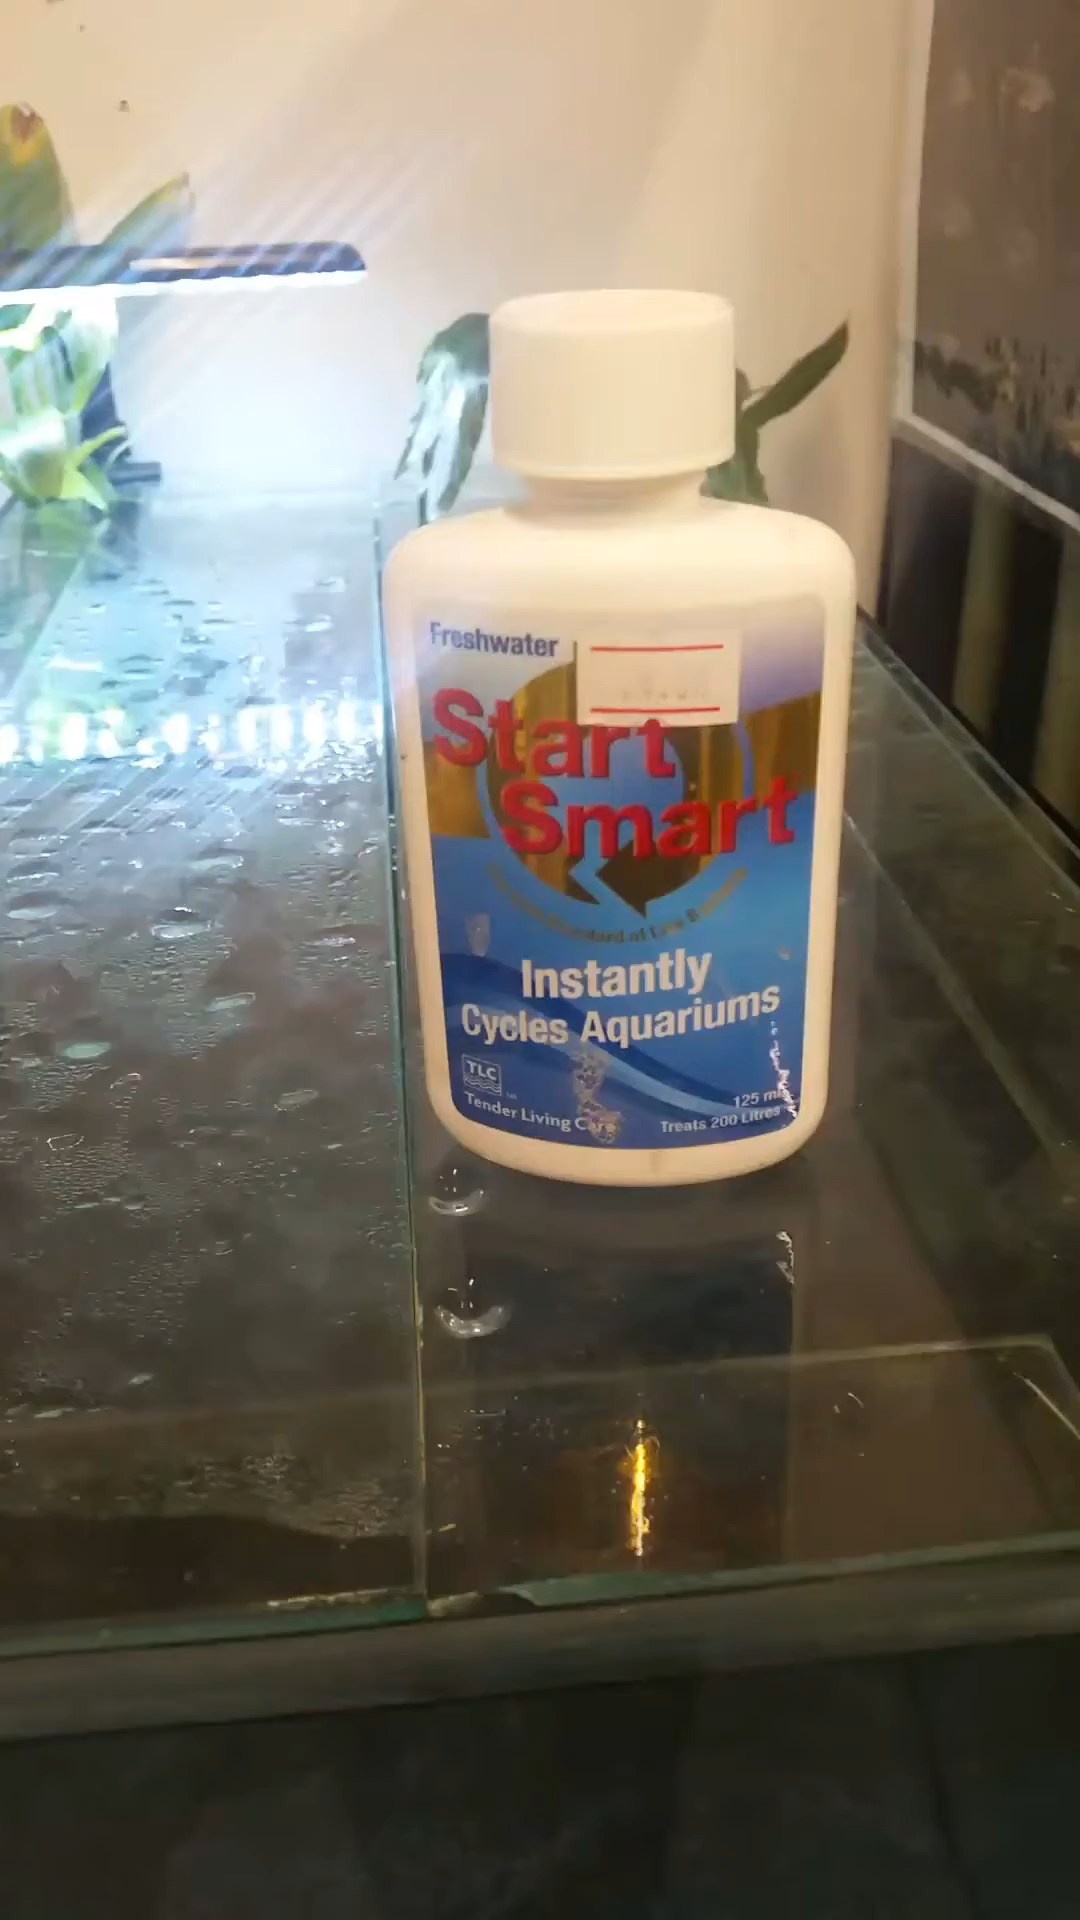 Freshwater
Start
Smart
Instantly
Cycles Aquariums
TLC
Tender Living Care
125 ml
Treats 200 Litres